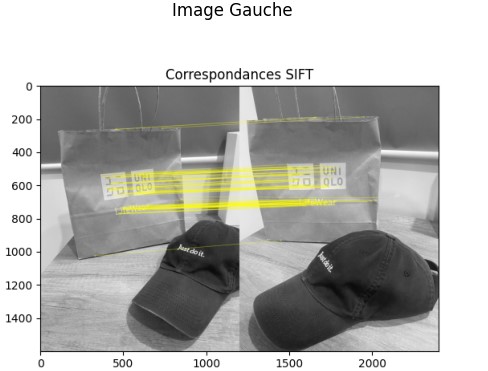 Image Gauche
Correspondances SIFT
0
200
400
600
800
1000
1200
1400
0
500
1000
1500
2000
UNI
QLO
UNI
QLO
Just do it.
Just do it.